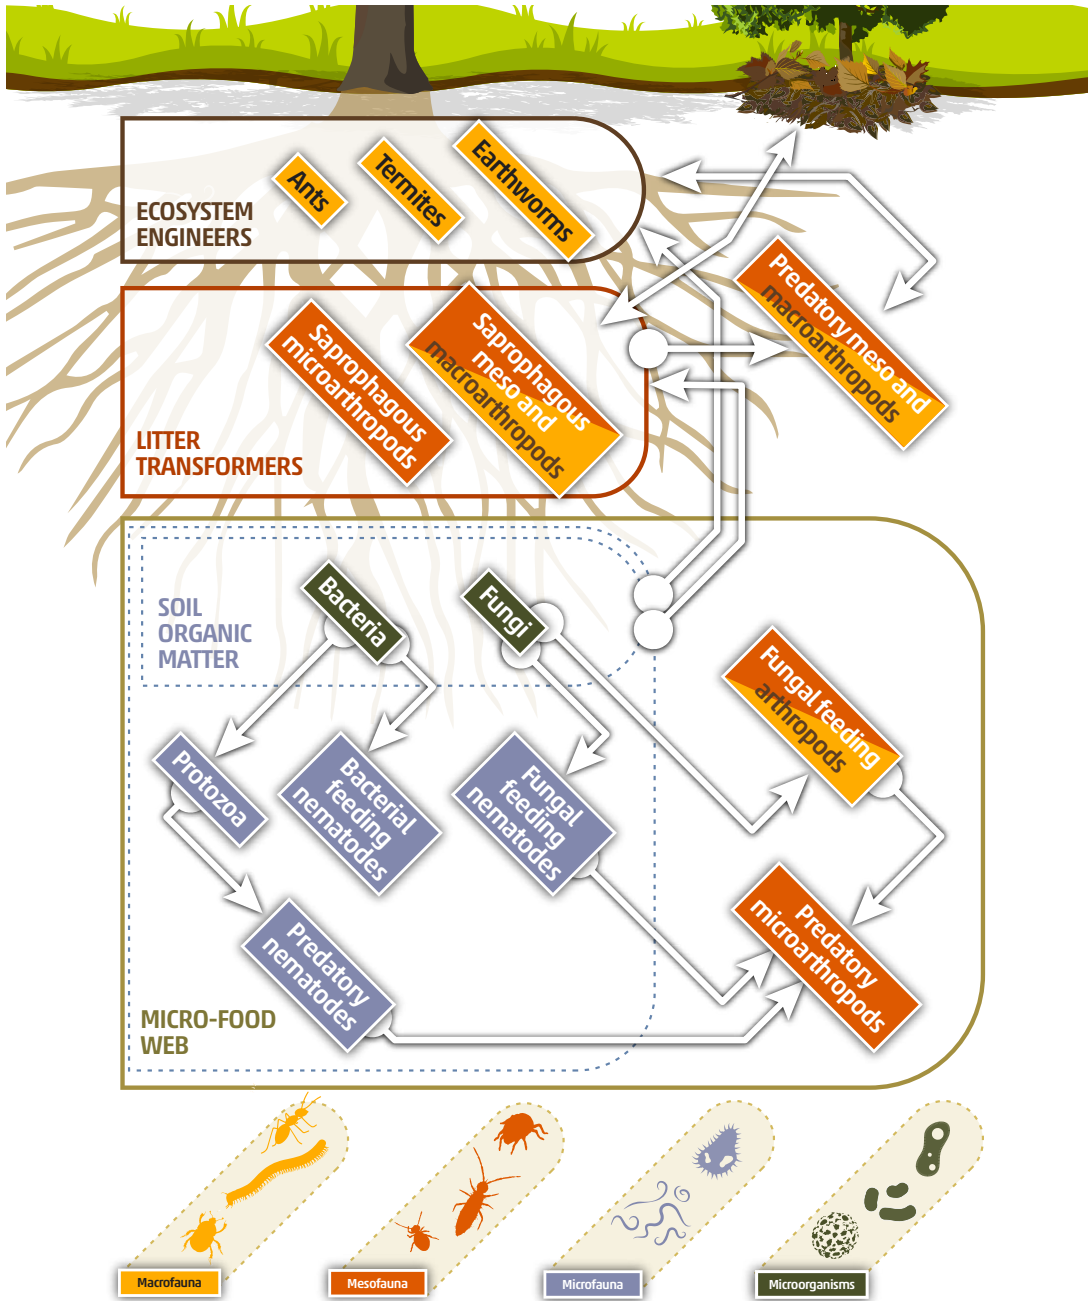 Ants
Termites
Earthworms
ECOSYSTEM
ENGINEERS
Predatory meso and
macroarthropods
Saprophagous
microarthropods
Saprophagous
meso and
macroarthropods
LITTER
TRANSFORMERS
Bacteria
Fungi
SOIL
ORGANIC
MATTER
Fungal feeding
arthropods
Protozoa
Bacterial
feeding
nematodes
Fungal
feeding
nematodes
Predatory
nematodes
Predatory
microarthropods
MICRO-FOOD
WEB
Macrofauna
Mesofauna
Microfauna
Microorganisms